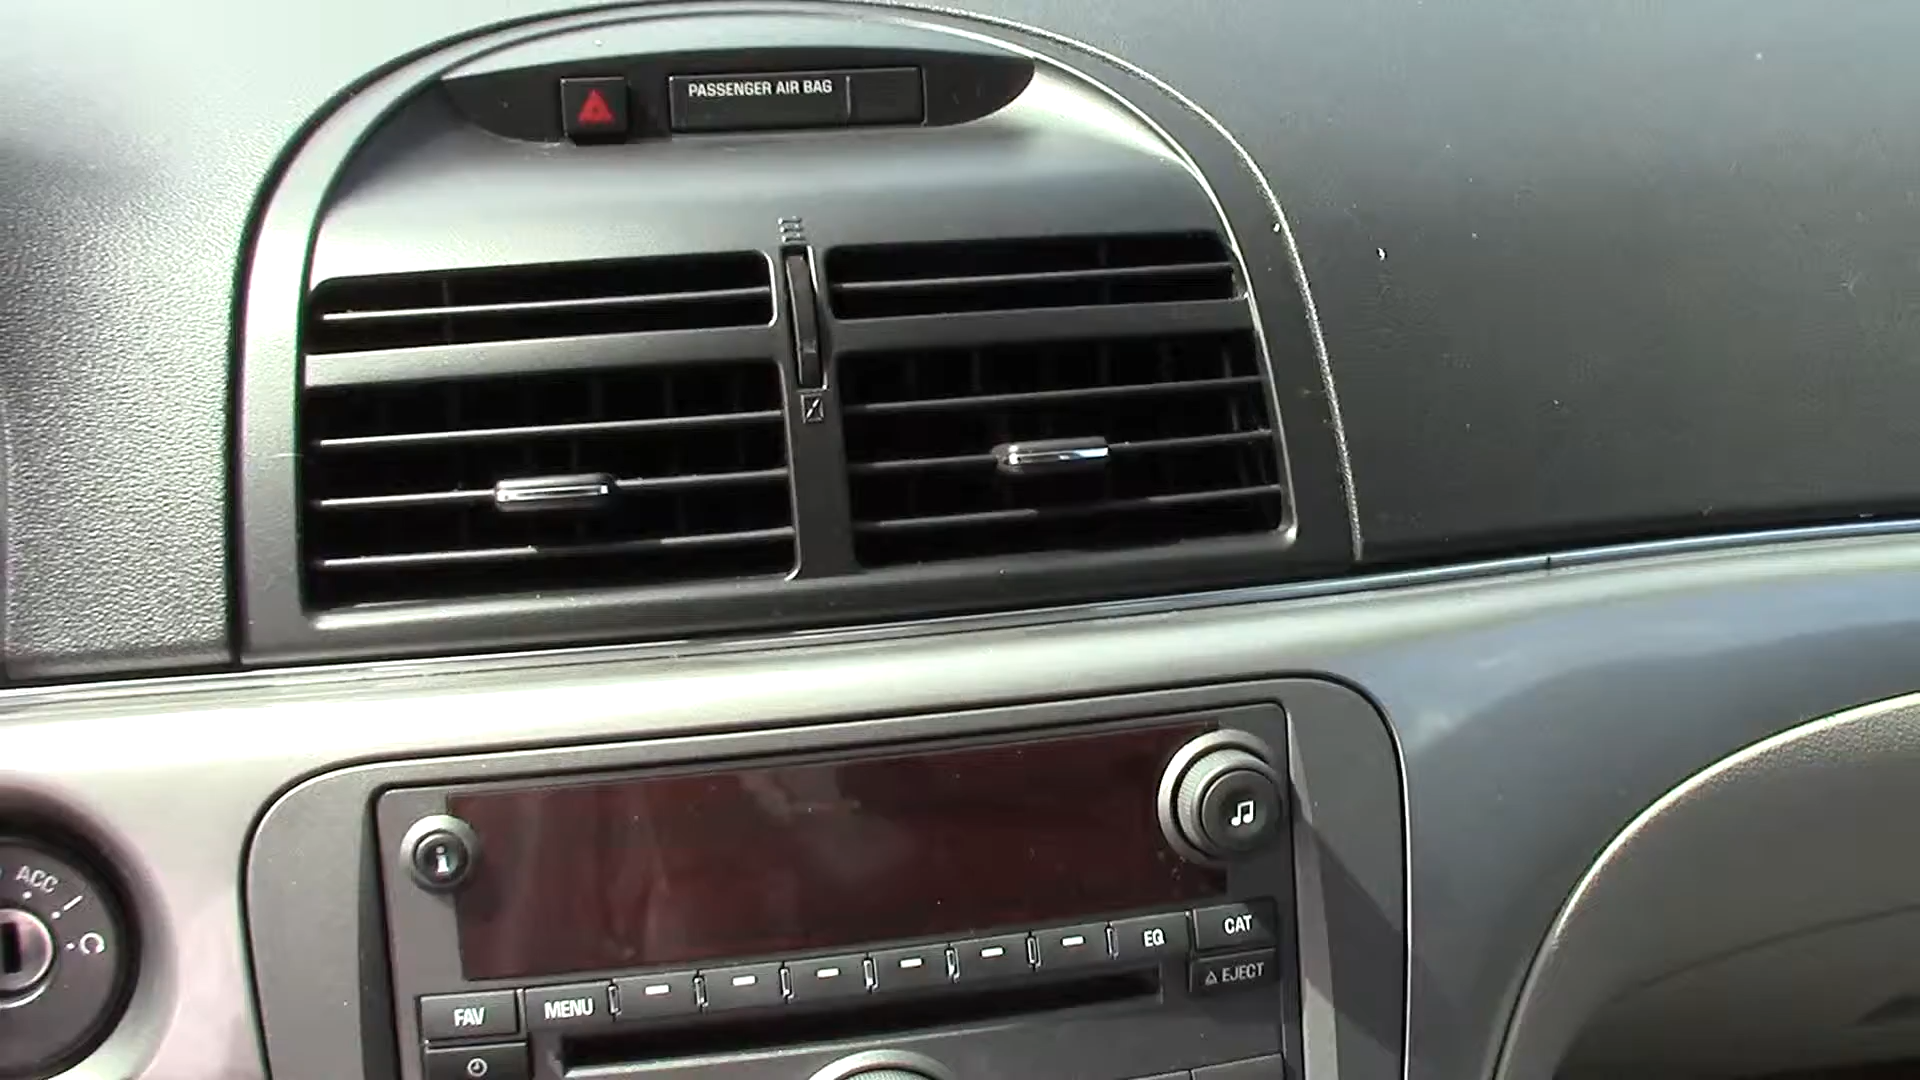 PASSENGER AIR BAG
i
ACC
CAT
EQ
EJECT
MENU
FAV